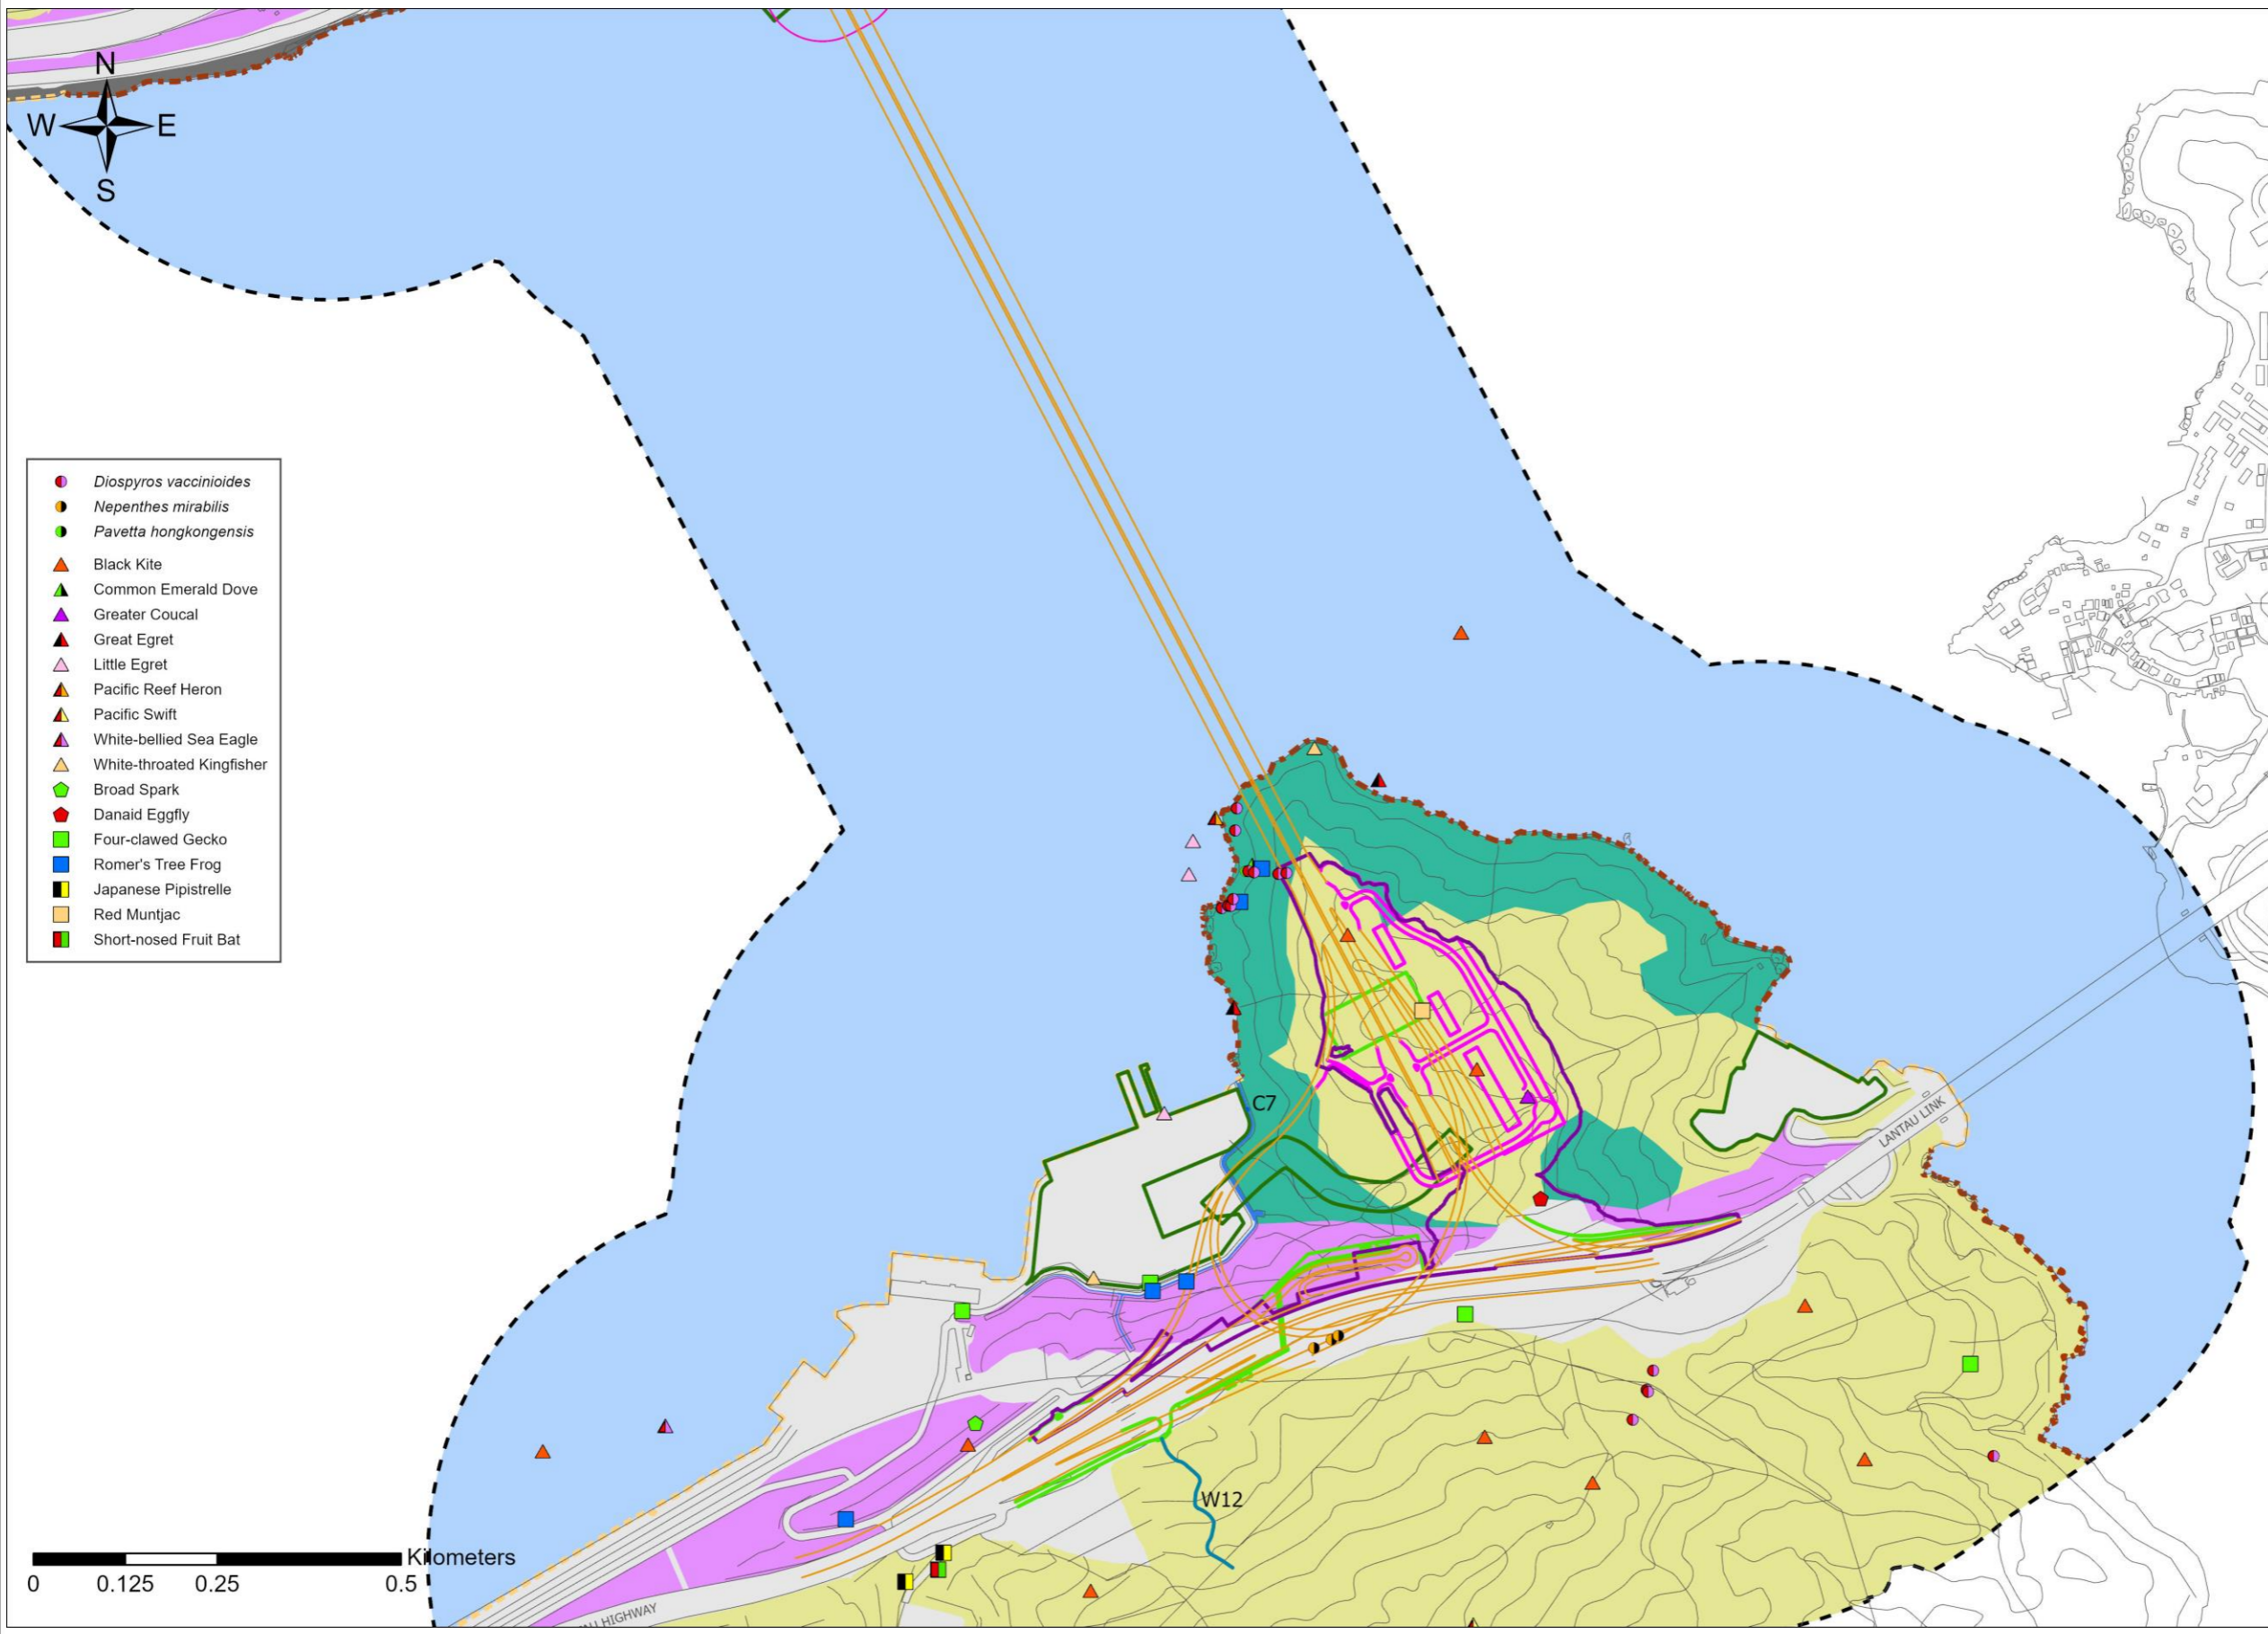 N
W E
S
Diospyros vaccinioides
Nepenthes mirabilis
Pavetta hongkongensis
Black Kite
Common Emerald Dove
Greater Coucal
Great Egret
Little Egret
Pacific Reef Heron
Pacific Swift
White-bellied Sea Eagle
White-throated Kingfisher
Broad Spark
Danaid Eggfly
Four-clawed Gecko
Romer's Tree Frog
Japanese Pipistrelle
Red Muntjac
Short-nosed Fruit Bat
C7
LANTAU LINK
W12
Kilometers
0 0.125 0.25 0.5
HIGHWAY